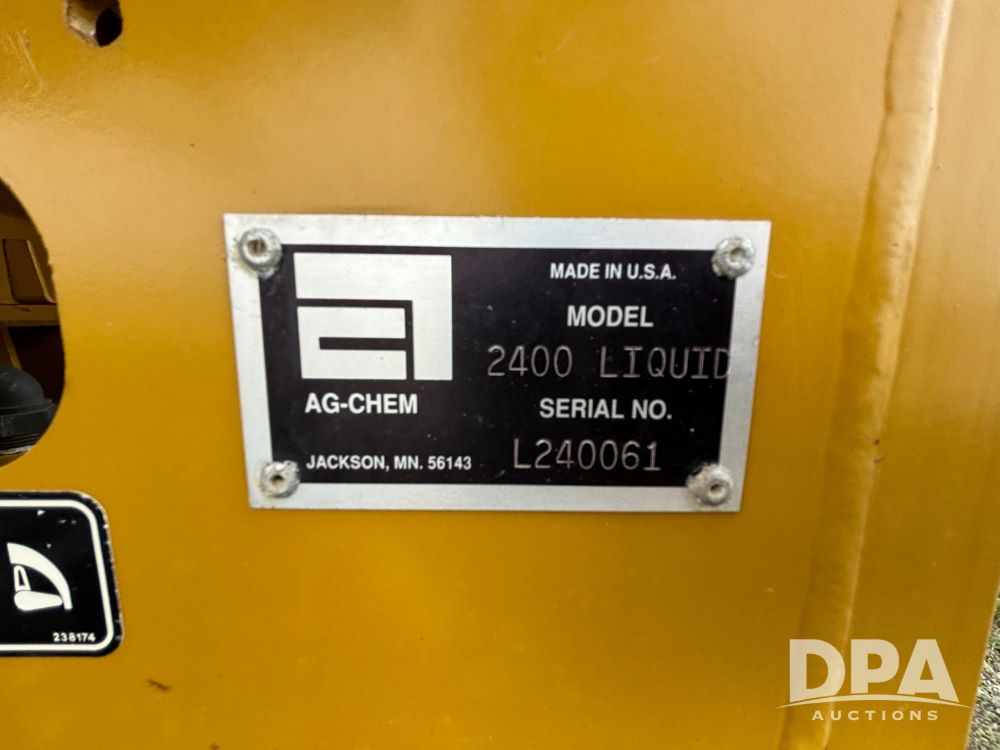 MADE IN U.S.A.
MODEL
2400 LIQUID
AG-CHEM
SERIAL NO.
JACKSON, MN. 56143
L240061
238174
DPA
AUCTIONS